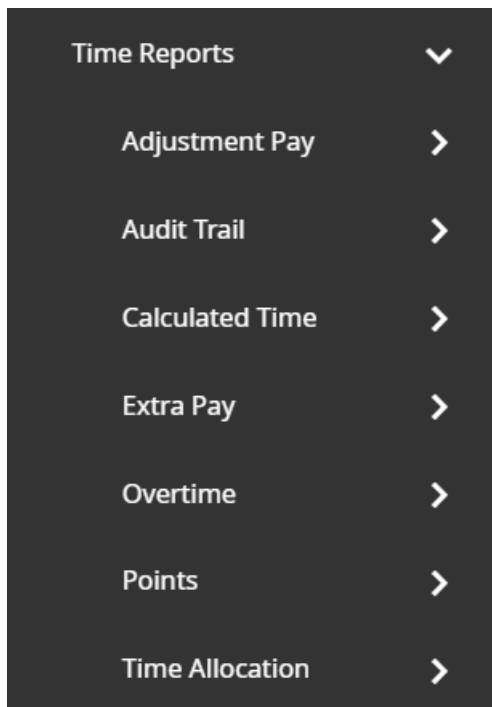 Time Reports
Adjustment Pay
Audit Trail
Calculated Time
Extra Pay
Overtime
Points
Time Allocation